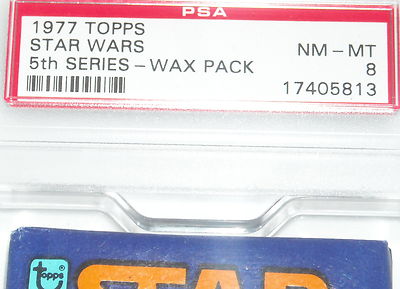 PSA
1977 TOPPS
STAR WARS NM-MT
5th SERIES - WAX PACK 8
17405813
topps®
STAR